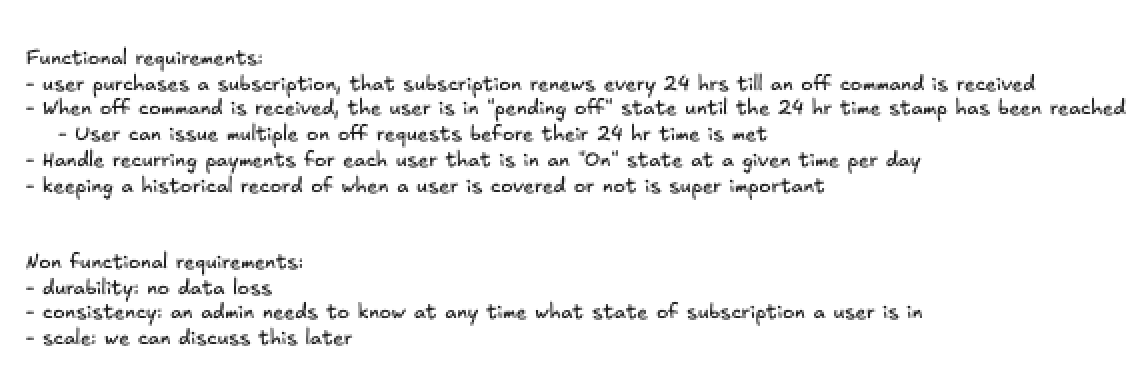 Functional requirements:
- user purchases a subscription, that subscription renews every 24 hrs till an off command is received
- When off command is received, the user is in "pending off" state until the 24 hr time stamp has been reached
- User can issue multiple on off requests before their 24 hr time is met
- Handle recurring payments for each user that is in an "On" state at a given time per day
- keeping a historical record of when a user is covered or not is super important
Non functional requirements:
- durability: no data loss
- consistency: an admin needs to know at any time what state of subscription a user is in
- scale: we can discuss this later